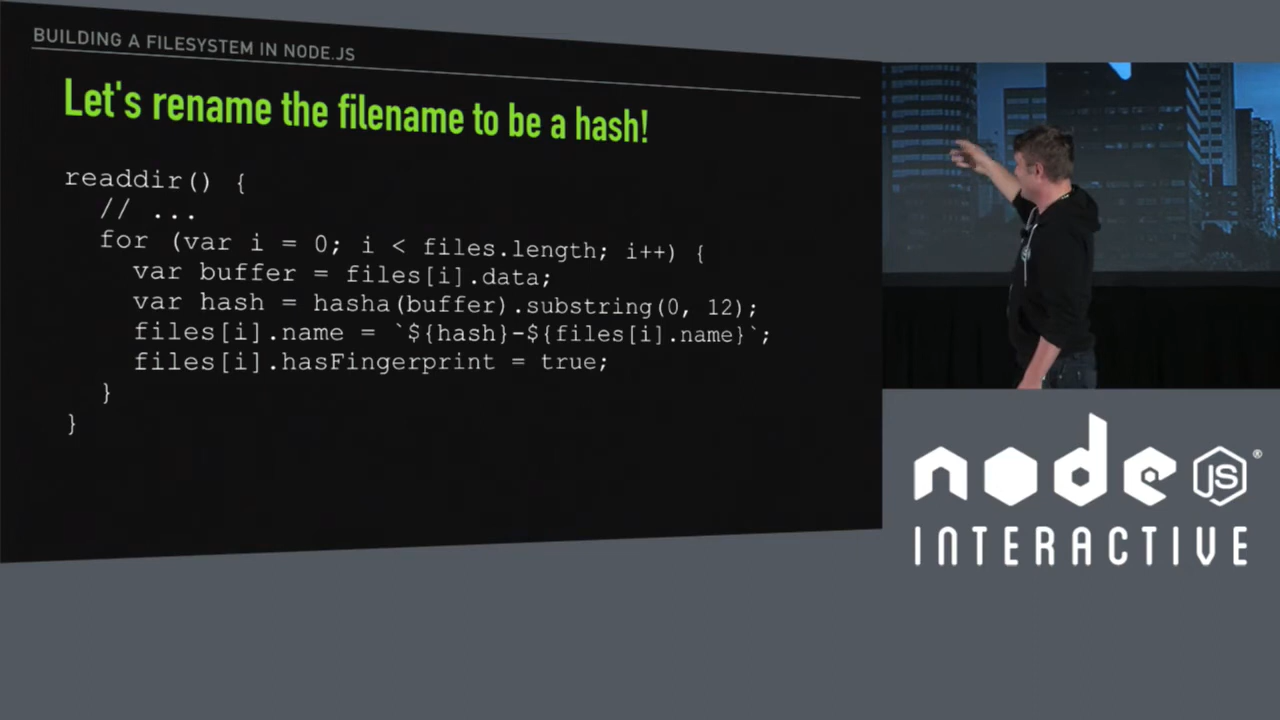 BUILDING A FILESYSTEM IN NODE.JS
Let's rename the filename to be a hash!
readdir() {
// ...
for (var i = 0; i < files.length; i++) {
var buffer = files[i].data;
var hash = hasha(buffer).substring(0, 12);
files[i].name = `${hash}-${files[i].name}`;
files[i].hasFingerprint = true;
}
}
node JS ®
INTERACTIVE